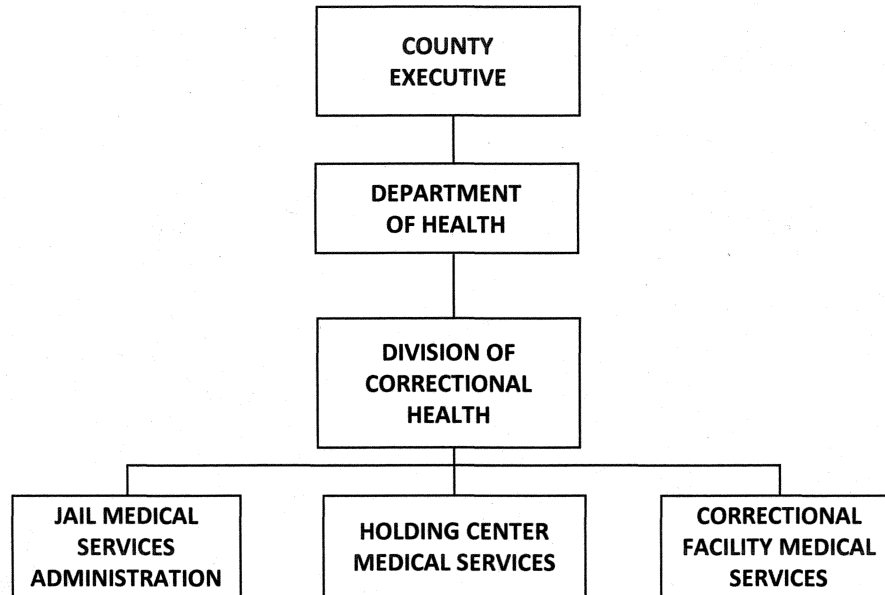 COUNTY
EXECUTIVE
DEPARTMENT
OF HEALTH
DIVISION OF
CORRECTIONAL
HEALTH
JAIL MEDICAL
SERVICES
ADMINISTRATION
HOLDING CENTER
MEDICAL SERVICES
CORRECTIONAL
FACILITY MEDICAL
SERVICES